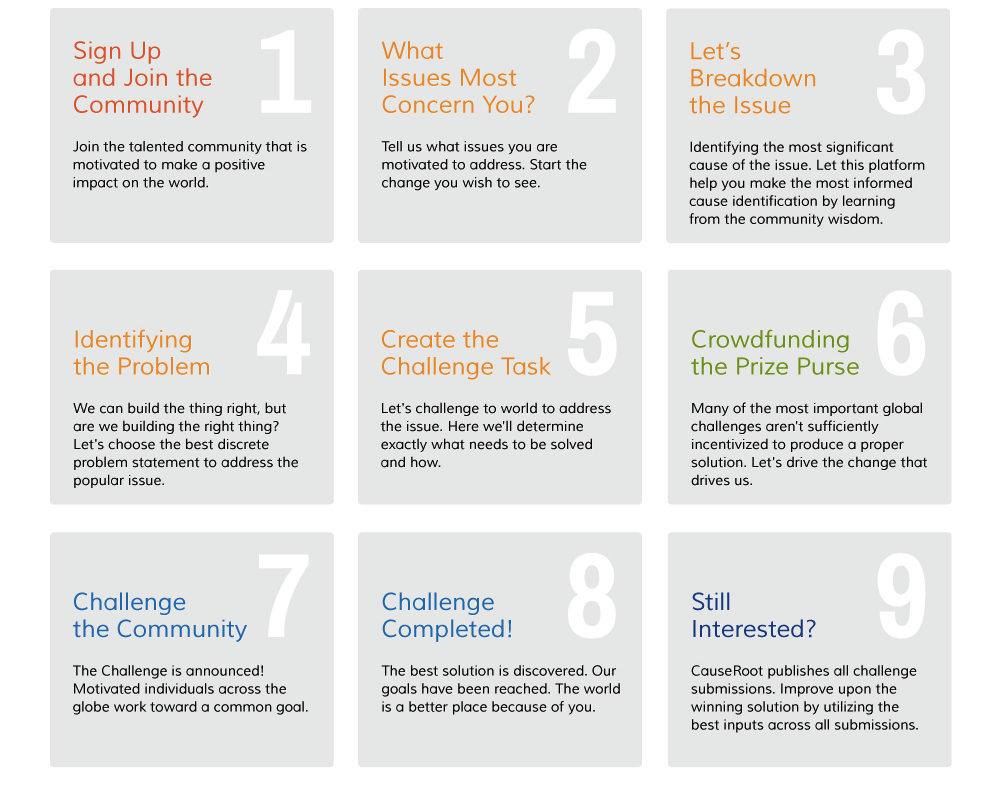 1
Sign Up
and Join the
Community
Join the talented community that is
motivated to make a positive
impact on the world.
2
What
Issues Most
Concern You?
Tell us what issues you are
motivated to address. Start the
change you wish to see.
3
Let's
Breakdown
the Issue
Identifying the most significant
cause of the issue. Let this platform
help you make the most informed
cause identification by learning
from the community wisdom.
4
Identifying
the Problem
We can build the thing right, but
are we building the right thing?
Let's choose the best discrete
problem statement to address the
popular issue.
5
Create the
Challenge Task
Let's challenge to world to address
the issue. Here we'll determine
exactly what needs to be solved
and how.
6
Crowdfunding
the Prize Purse
Many of the most important global
challenges aren't sufficiently
incentivized to produce a proper
solution. Let's drive the change that
drives us.
7
Challenge
the Community
The Challenge is announced!
Motivated individuals across the
globe work toward a common goal.
8
Challenge
Completed!
The best solution is discovered. Our
goals have been reached. The world
is a better place because of you.
9
Still
Interested?
CauseRoot publishes all challenge
submissions. Improve upon the
winning solution by utilizing the
best inputs across all submissions.